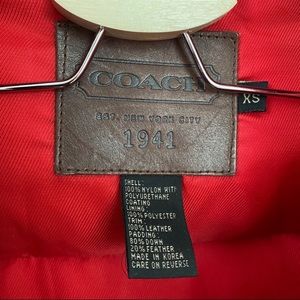 COACH
EST. NEW YORK CITY
1941
XS
SHELL:
100% NYLON WITH
POLYURETHANE
COATING
LINING:
100% POLYESTER
TRIM:
100% LEATHER
PADDING:
80% DOWN
20% FEATHER
MADE IN KOREA
CARE ON REVERSE